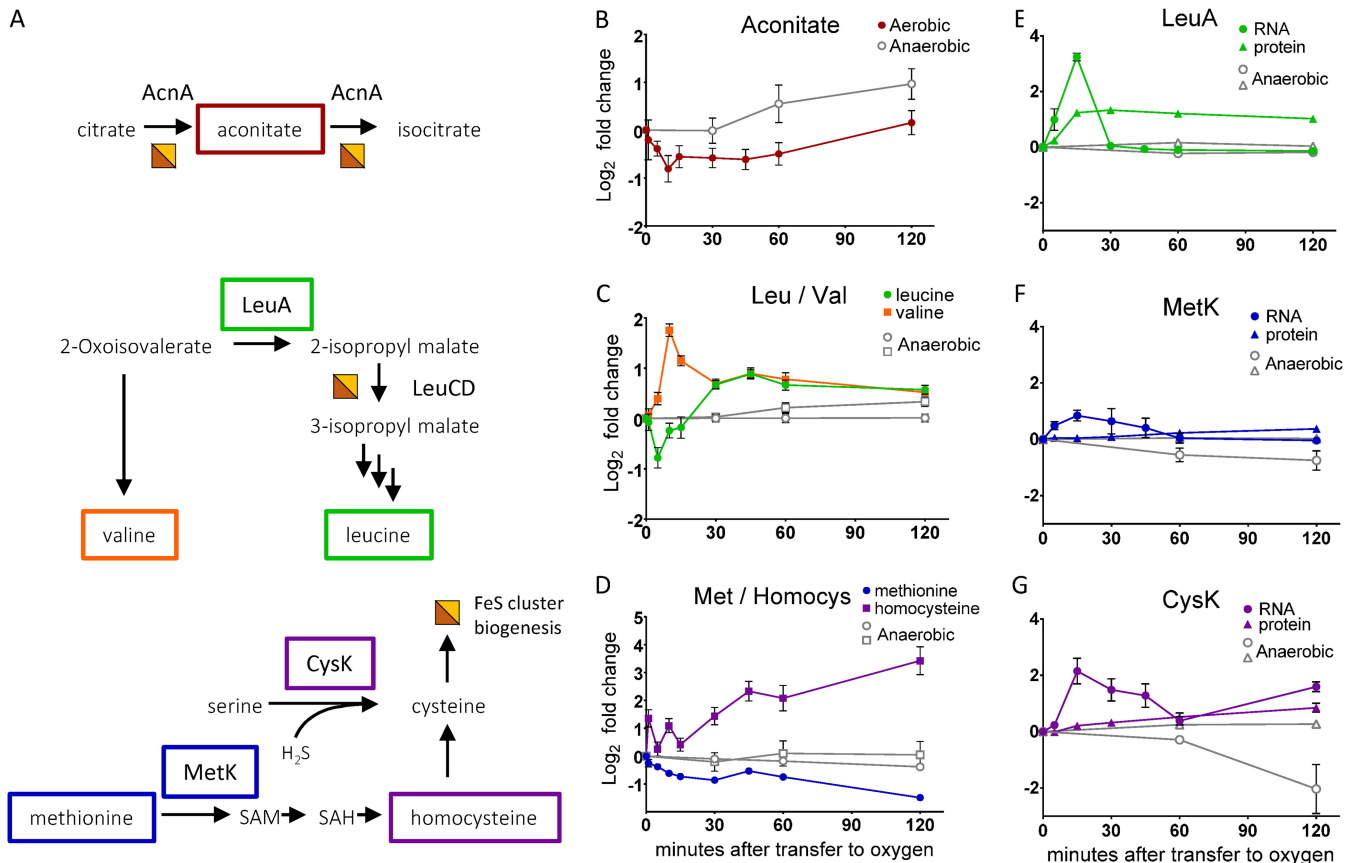 A
AcnA
AcnA
citrate
aconitate
isocitrate
LeuA
2-Oxoisovalerate
2-isopropyl malate
LeuCD
3-isopropyl malate
valine
leucine
FeS cluster
biogenesis
CysK
serine
cysteine
H2S
MetK
methionine
SAM
SAH
homocysteine
B
Aconitate
Aerobic
Anaerobic
Log2 fold change
2
1
0
-1
-2
0 30 60 90 120
C
Leu / Val
leucine
valine
Anaerobic
Log2 fold change
2
1
0
-1
-2
0 30 60 90 120
D
Met / Homocys
methionine
homocysteine
Anaerobic
Log2 fold change
5
4
3
2
1
0
-1
0 30 60 90 120
minutes after transfer to oxygen
E
LeuA
RNA
protein
Anaerobic
4
2
0
-2
0 30 60 90 120
F
MetK
RNA
protein
Anaerobic
4
2
0
-2
0 30 60 90 120
G
CysK
RNA
protein
Anaerobic
4
2
0
-2
0 30 60 90 120
minutes after transfer to oxygen